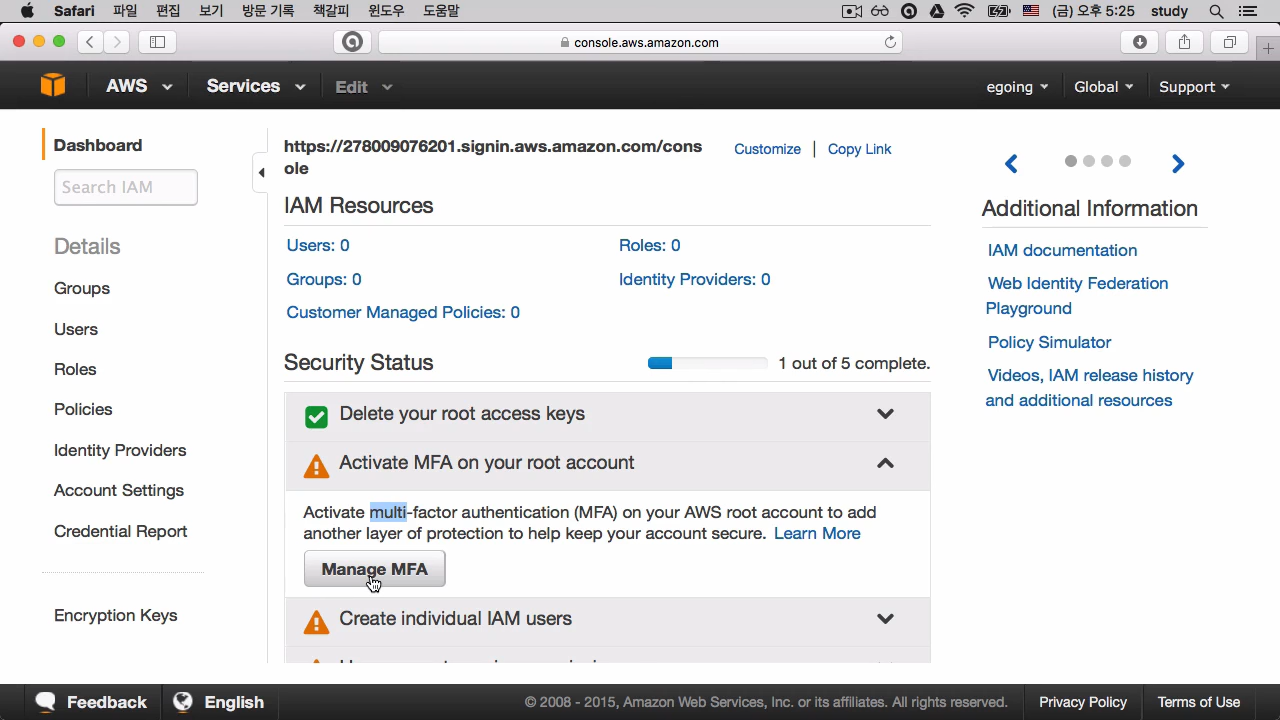 Safari 파일 편집 보기 방문 기록 책갈피 윈도우 도움말 (금) 오후 5:25 study
console.aws.amazon.com
AWS Services Edit egoing Global Support
Dashboard
Search IAM
Details
Groups
Users
Roles
Policies
Identity Providers
Account Settings
Credential Report
Encryption Keys
https://278009076201.signin.aws.amazon.com/cons
ole
Customize | Copy Link
IAM Resources
Users: 0 Roles: 0
Groups: 0 Identity Providers: 0
Customer Managed Policies: 0
Security Status 1 out of 5 complete.
Delete your root access keys
Activate MFA on your root account
Activate multi-factor authentication (MFA) on your AWS root account to add
another layer of protection to help keep your account secure. Learn More
Manage MFA
Create individual IAM users
Additional Information
IAM documentation
Web Identity Federation
Playground
Policy Simulator
Videos, IAM release history
and additional resources
Feedback English © 2008 - 2015, Amazon Web Services, Inc. or its affiliates. All rights reserved. Privacy Policy Terms of Use